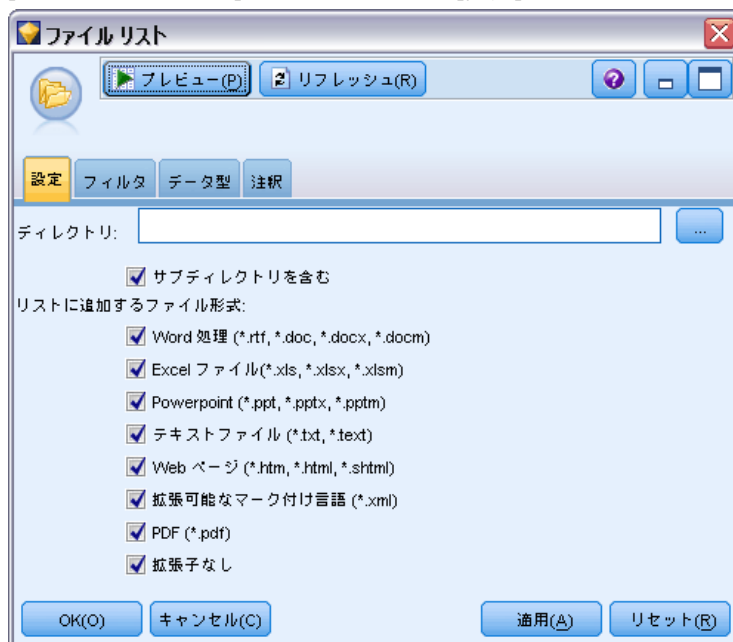 ファイル リスト
プレビュー(P) リフレッシュ(R)
設定 フィルタ データ型 注釈
ディレクトリ: ...
サブディレクトリを含む
リストに追加するファイル形式:
Word 処理 (*.rtf, *.doc, *.docx, *.docm)
Excel ファイル(*.xls, *.xlsx, *.xlsm)
Powerpoint (*.ppt, *.pptx, *.pptm)
テキストファイル (*.txt, *.text)
Web ページ (*.htm, *.html, *.shtml)
拡張可能なマーク付け言語 (*.xml)
PDF (*.pdf)
拡張子なし
OK(O) キャンセル(C) 適用(A) リセット(R)